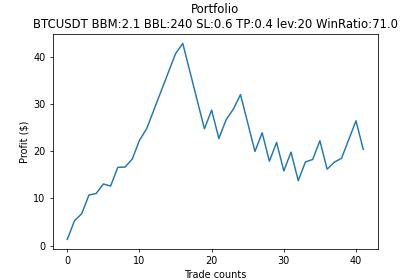 Portfolio
BTCUSDT BBM:2.1 BBL:240 SL:0.6 TP:0.4 lev:20 WinRatio:71.0
40
30
20
10
0
Profit ($)
0 10 20 30 40
Trade counts